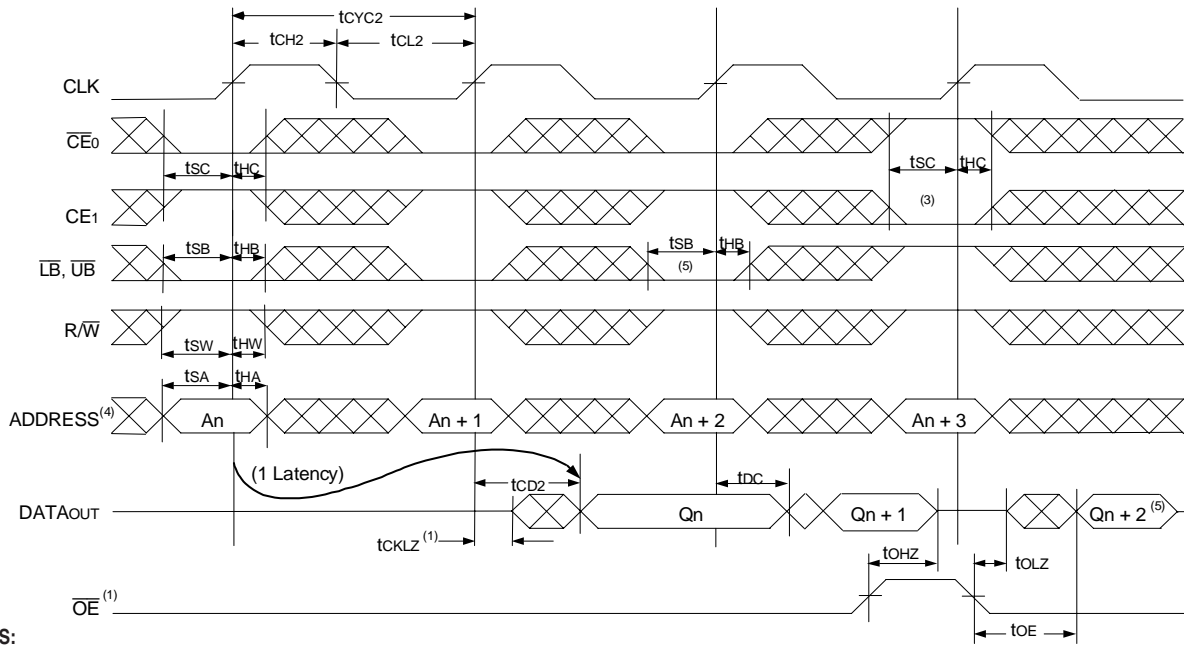 tCYC2
tCH2 tCL2
CLK
CE0
tSC tHC tSC tHC
(3)
CE1
tSB tHB tSB tHB
LB, UB (5)
R/W
tSW tHW
tSA tHA
ADDRESS(4) An An + 1 An + 2 An + 3
(1 Latency) tCD2 tDC
DATAOUT Qn Qn + 1 Qn + 2 (5)
tCKLZ (1)
tOHZ tOLZ
OE (1)
tOE
S: